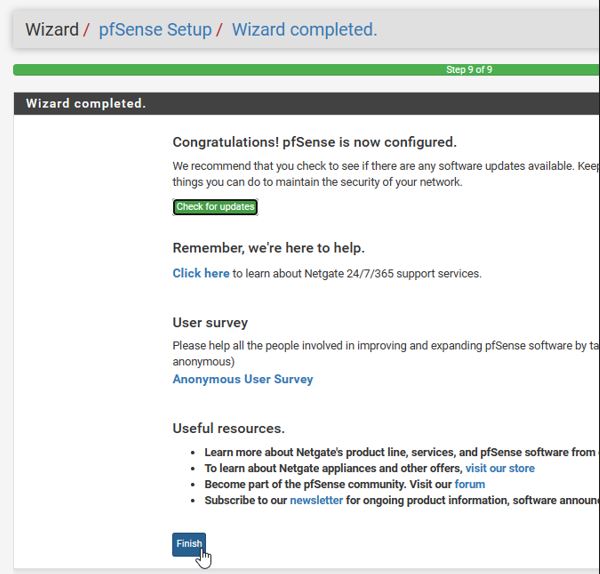 Wizard / pfSense Setup / Wizard completed.
Step 9 of 9
Wizard completed.
Congratulations! pfSense is now configured.
We recommend that you check to see if there are any software updates available. Keep
things you can do to maintain the security of your network.
Check for updates
Remember, we're here to help.
Click here to learn about Netgate 24/7/365 support services.
User survey
Please help all the people involved in improving and expanding pfSense software by ta
anonymous)
Anonymous User Survey
Useful resources.
Learn more about Netgate's product line, services, and pfSense software from
To learn about Netgate appliances and other offers, visit our store
Become part of the pfSense community. Visit our forum
Subscribe to our newsletter for ongoing product information, software announ
Finish